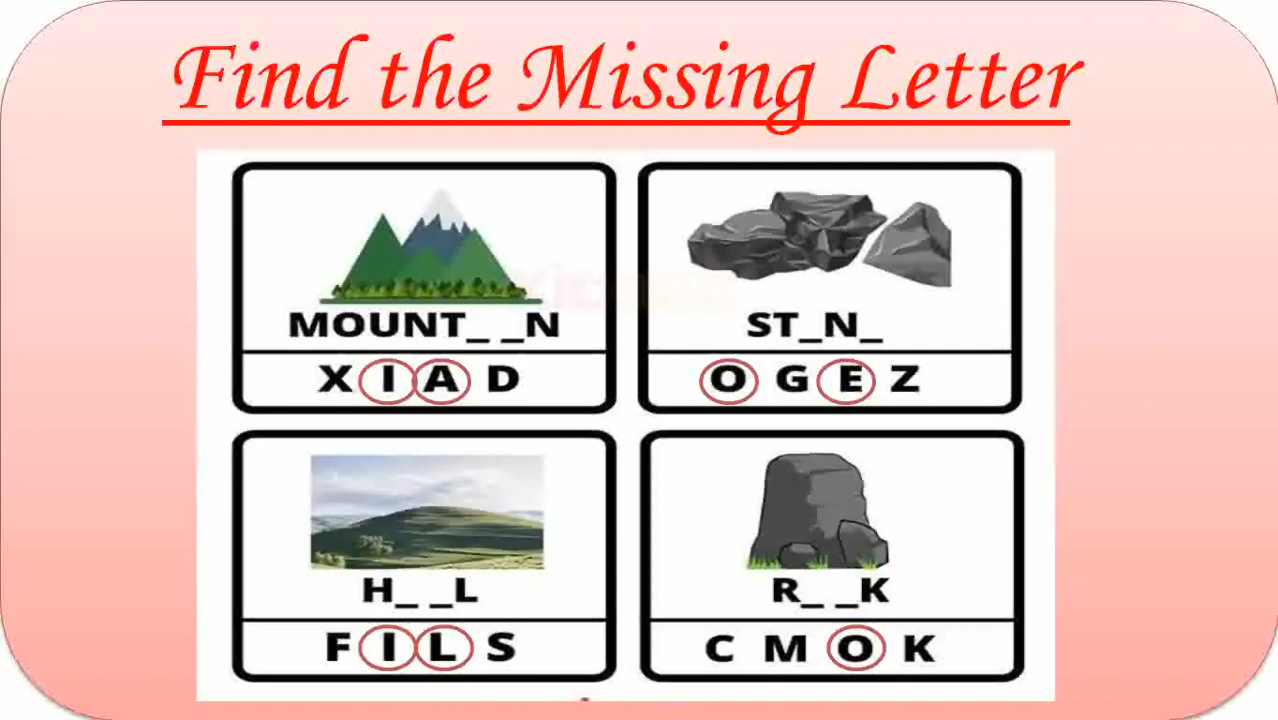 Find the Missing Letter
MOUNT_ _N
X I A D
ST_N_
O G E Z
H_ _L
F I L S
R_ _K
C M O K